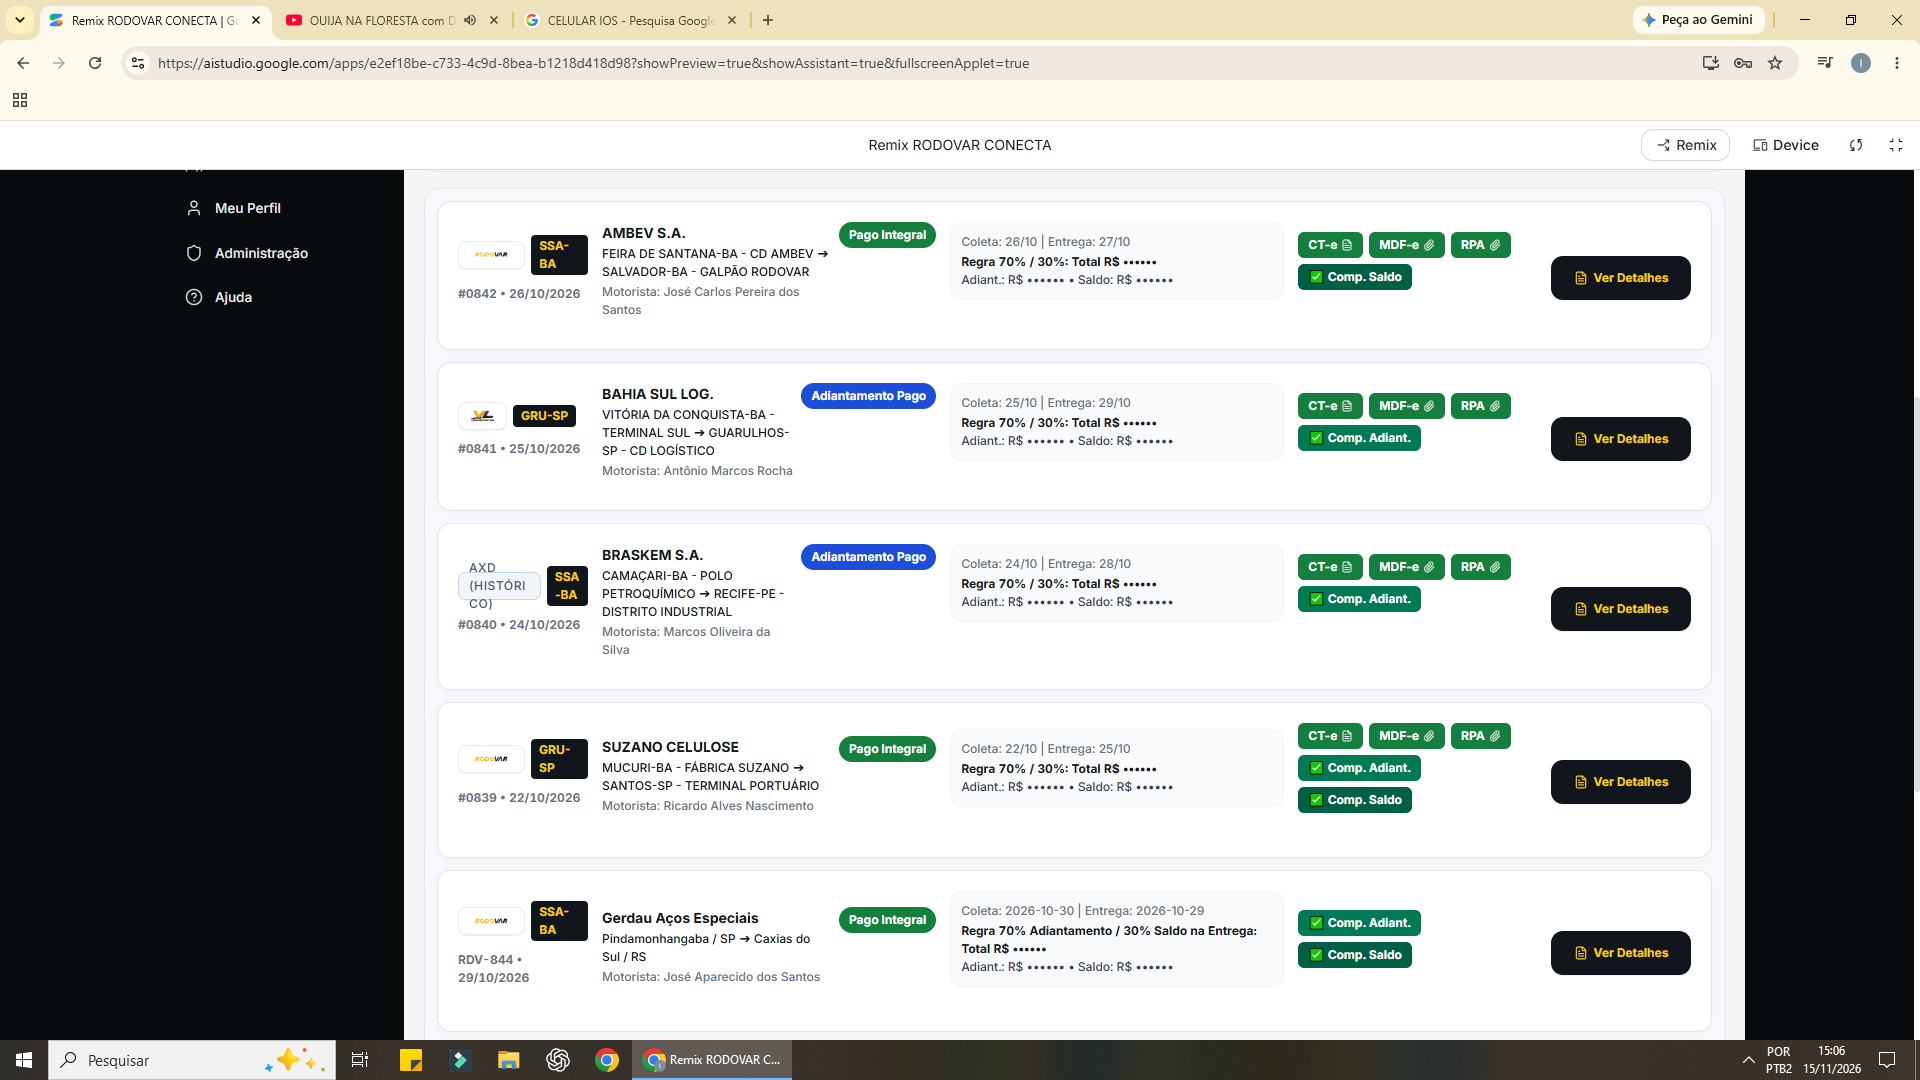 Remix RODOVAR CONECTA | Go
OUIJA NA FLORESTA com D
CELULAR IOS - Pesquisa Google
Peça ao Gemini
https://aistudio.google.com/apps/e2ef18be-c733-4c9d-8bea-b1218d418d98?showPreview=true&showAssistant=true&fullscreenApplet=true
I
Remix RODOVAR CONECTA
Remix
Device
Meu Perfil
Administração
Ajuda
RODOVAR
SSA-
BA
#0842 • 26/10/2026
AMBEV S.A.
FEIRA DE SANTANA-BA - CD AMBEV →
SALVADOR-BA - GALPÃO RODOVAR
Motorista: José Carlos Pereira dos
Santos
Pago Integral
Coleta: 26/10 | Entrega: 27/10
Regra 70% / 30%: Total R$ ••••••
Adiant.: R$ •••••• • Saldo: R$ ••••••
CT-e
MDF-e
RPA
✅ Comp. Saldo
Ver Detalhes
GRU-SP
#0841 • 25/10/2026
BAHIA SUL LOG.
VITÓRIA DA CONQUISTA-BA -
TERMINAL SUL → GUARULHOS-
SP - CD LOGÍSTICO
Motorista: Antônio Marcos Rocha
Adiantamento Pago
Coleta: 25/10 | Entrega: 29/10
Regra 70% / 30%: Total R$ ••••••
Adiant.: R$ •••••• • Saldo: R$ ••••••
CT-e
MDF-e
RPA
✅ Comp. Adiant.
Ver Detalhes
AXD
(HISTÓRI
CO)
SSA
-BA
#0840 • 24/10/2026
BRASKEM S.A.
CAMAÇARI-BA - POLO
PETROQUÍMICO → RECIFE-PE -
DISTRITO INDUSTRIAL
Motorista: Marcos Oliveira da
Silva
Adiantamento Pago
Coleta: 24/10 | Entrega: 28/10
Regra 70% / 30%: Total R$ ••••••
Adiant.: R$ •••••• • Saldo: R$ ••••••
CT-e
MDF-e
RPA
✅ Comp. Adiant.
Ver Detalhes
RODOVAR
GRU-
SP
#0839 • 22/10/2026
SUZANO CELULOSE
MUCURI-BA - FÁBRICA SUZANO →
SANTOS-SP - TERMINAL PORTUÁRIO
Motorista: Ricardo Alves Nascimento
Pago Integral
Coleta: 22/10 | Entrega: 25/10
Regra 70% / 30%: Total R$ ••••••
Adiant.: R$ •••••• • Saldo: R$ ••••••
CT-e
MDF-e
RPA
✅ Comp. Adiant.
✅ Comp. Saldo
Ver Detalhes
RODOVAR
SSA-
BA
RDV-844 •
29/10/2026
Gerdau Aços Especiais
Pindamonhangaba / SP → Caxias do
Sul / RS
Motorista: José Aparecido dos Santos
Pago Integral
Coleta: 2026-10-30 | Entrega: 2026-10-29
Regra 70% Adiantamento / 30% Saldo na Entrega:
Total R$ ••••••
Adiant.: R$ •••••• • Saldo: R$ ••••••
✅ Comp. Adiant.
✅ Comp. Saldo
Ver Detalhes
Pesquisar
Remix RODOVAR C...
POR
PTB2
15:06
15/11/2026